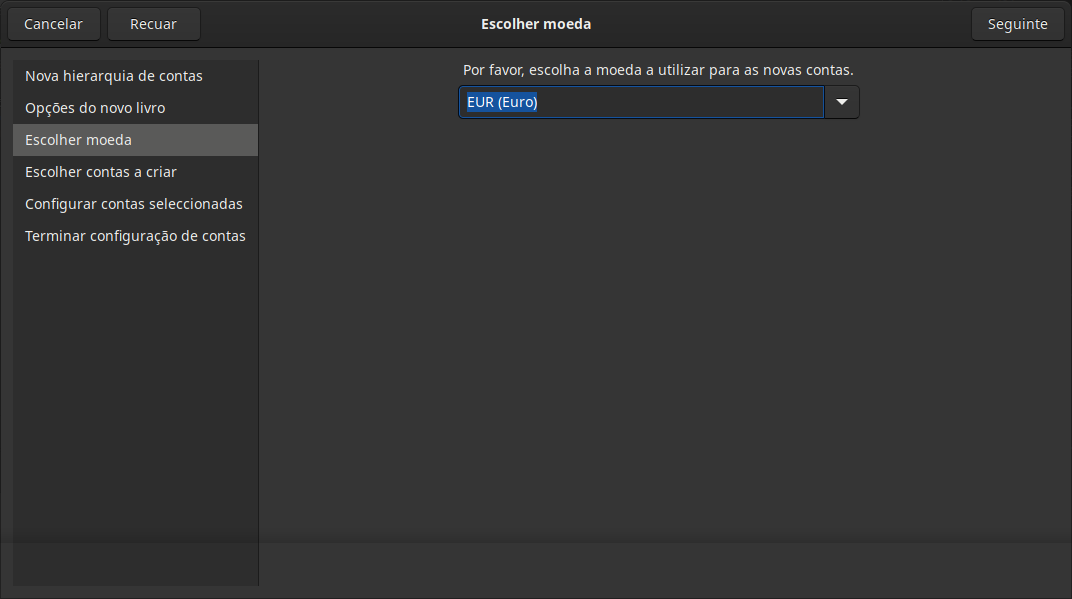 Cancelar
Recuar
Escolher moeda
Seguinte
Nova hierarquia de contas
Opções do novo livro
Escolher moeda
Escolher contas a criar
Configurar contas seleccionadas
Terminar configuração de contas
Por favor, escolha a moeda a utilizar para as novas contas.
EUR (Euro)